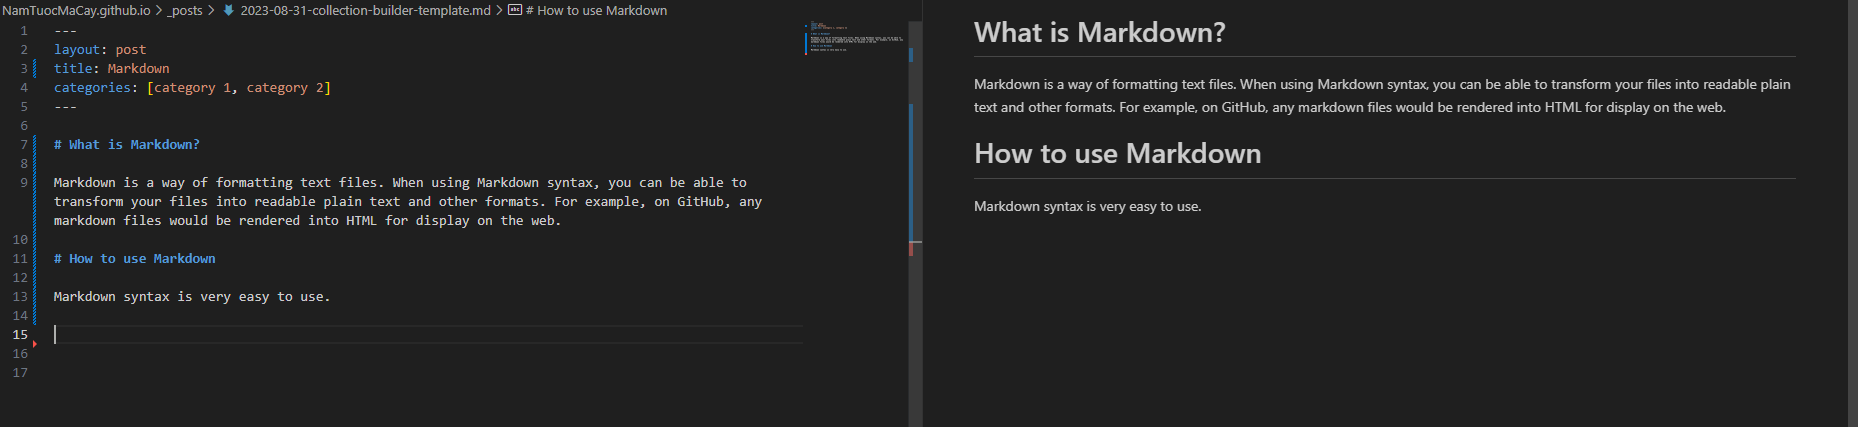 NamTuocMaCay.github.io > _posts > 2023-08-31-collection-builder-template.md > abc # How to use Markdown
1 ---
2 layout: post
3 title: Markdown
4 categories: [category 1, category 2]
5 ---
6
7 # What is Markdown?
8
9 Markdown is a way of formatting text files. When using Markdown syntax, you can be able to
transform your files into readable plain text and other formats. For example, on GitHub, any
markdown files would be rendered into HTML for display on the web.
10
11 # How to use Markdown
12
13 Markdown syntax is very easy to use.
14
15
16
17
What is Markdown?
Markdown is a way of formatting text files. When using Markdown syntax, you can be able to transform your files into readable plain
text and other formats. For example, on GitHub, any markdown files would be rendered into HTML for display on the web.
How to use Markdown
Markdown syntax is very easy to use.